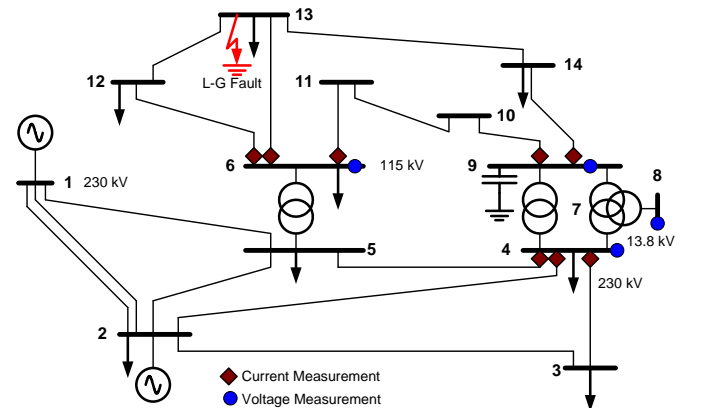 13
12
L-G Fault
11
14
10
6
115 kV
9
8
1
230 kV
7
13.8 kV
5
4
230 kV
2
3
Current Measurement
Voltage Measurement